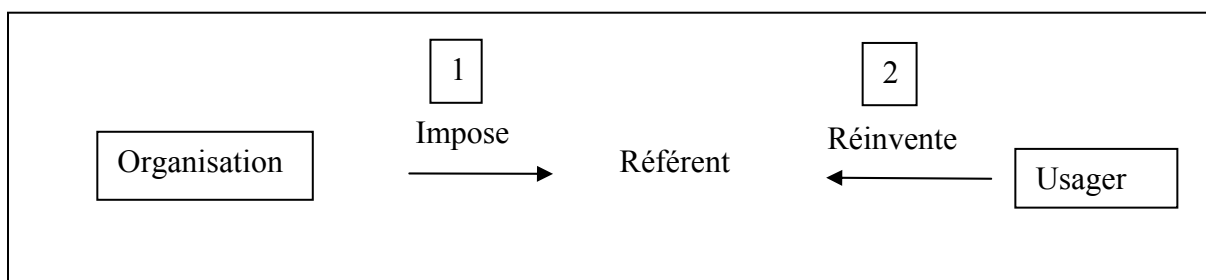 1
2
Impose
Réinvente
Organisation
Référent
Usager